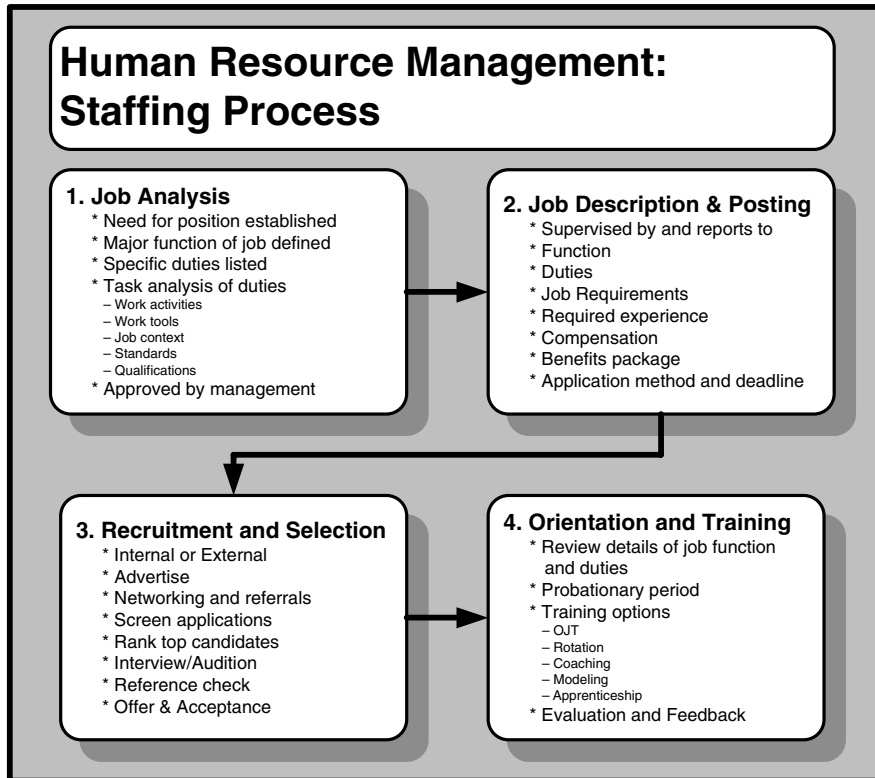 Human Resource Management:
Staffing Process
1. Job Analysis
* Need for position established
* Major function of job defined
* Specific duties listed
* Task analysis of duties
– Work activities
– Work tools
– Job context
– Standards
– Qualifications
* Approved by management
2. Job Description & Posting
* Supervised by and reports to
* Function
* Duties
* Job Requirements
* Required experience
* Compensation
* Benefits package
* Application method and deadline
3. Recruitment and Selection
* Internal or External
* Advertise
* Networking and referrals
* Screen applications
* Rank top candidates
* Interview/Audition
* Reference check
* Offer & Acceptance
4. Orientation and Training
* Review details of job function
and duties
* Probationary period
* Training options
– OJT
– Rotation
– Coaching
– Modeling
– Apprenticeship
* Evaluation and Feedback